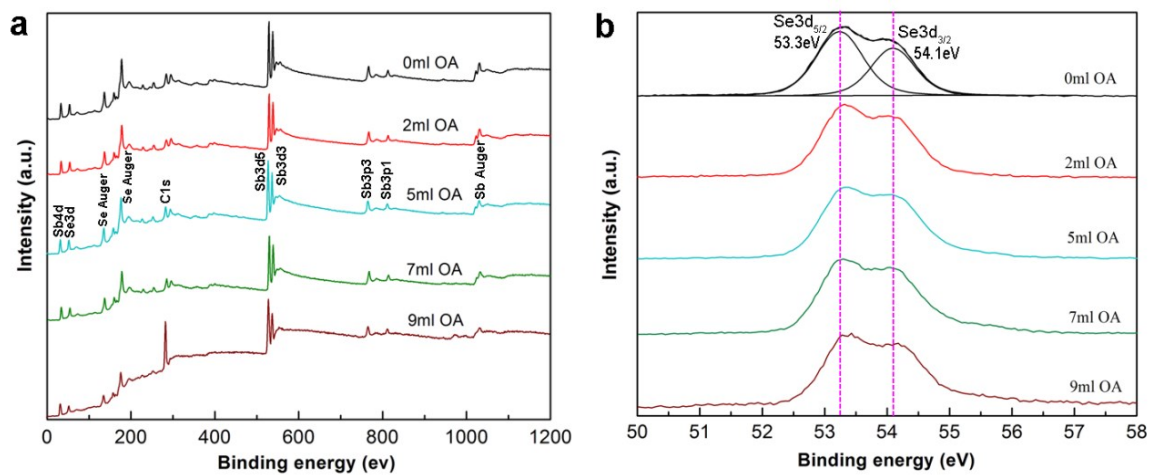 a
0ml OA
2ml OA
5ml OA
7ml OA
9ml OA
Sb4d
Se3d
Se Auger
Se Auger
C1s
Sb3d5
Sb3d3
Sb3p3
Sb3p1
Sb Auger
Intensity (a.u.)
0 200 400 600 800 1000 1200
Binding energy (ev)
b
Se3d5/2
53.3eV
Se3d3/2
54.1eV
0ml OA
2ml OA
5ml OA
7ml OA
9ml OA
Intensity (a.u.)
50 51 52 53 54 55 56 57 58
Binding energy (eV)